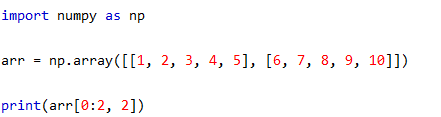 import numpy as np
arr = np.array([[1, 2, 3, 4, 5], [6, 7, 8, 9, 10]])
print(arr[0:2, 2])